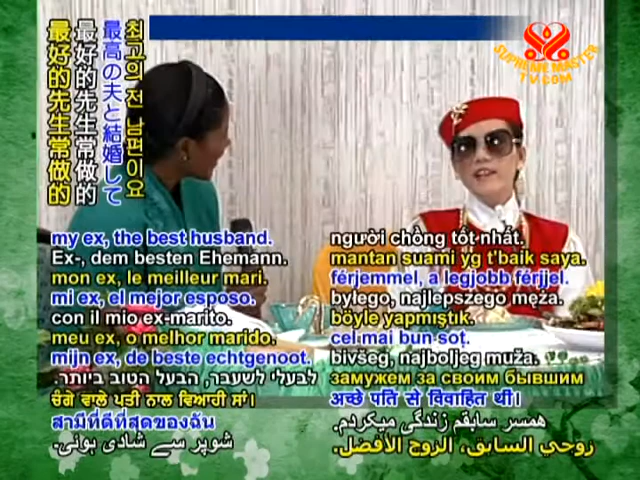 SUPREME MASTER
TV.COM
최고의 전 남편이요
最高の夫と結婚して
最好的先生常做的
最好的先生常做的
my ex, the best husband.
Ex-, dem besten Ehemann.
mon ex, le meilleur mari.
mi ex, el mejor esposo.
con il mio ex-marito.
meu ex, o melhor marido.
mijn ex, de beste echtgenoot.
לבעלי לשעבר, הבעל הטוב ביותר.
ਚੰਗੇ ਵਾਲੇ ਪਤੀ ਨਾਲ ਵਿਆਹੀ ਸਾਂ।
สามีที่ดีที่สุดของฉัน
شوہر سے شادی ہوئی.
người chồng tốt nhất.
mantan suami yg t'baik saya.
férjemmel, a legjobb férjjel.
byłego, najlepszego męża.
böyle yapmıştık.
cel mai bun soţ.
bivšeg, najboljeg muža.
замужем за своим бывшим
अच्छे पति से विवाहित थी।
همسر سابقم زندگی میکردم.
زوجي السابق، الزوج الأفضل.